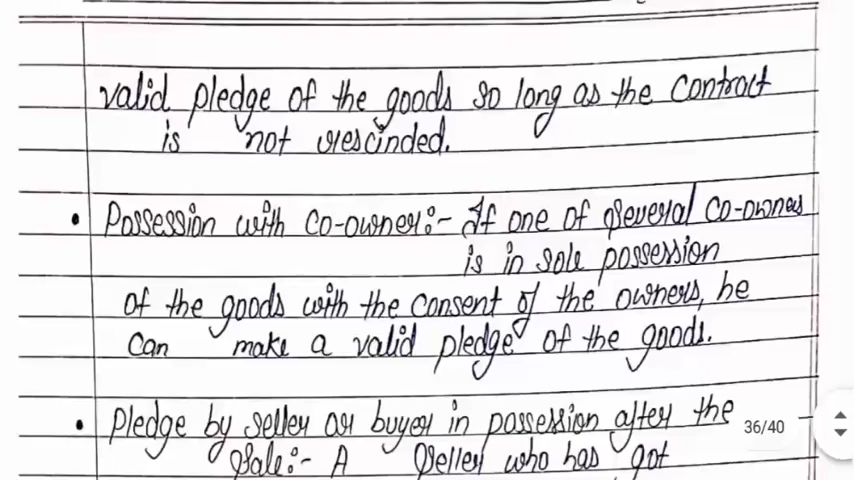 valid pledge of the goods so long as the contract
is not rescinded.
• Possession with co-owner:- If one of several co-owners
is in sole possession
of the goods with the consent of the owners, he
can make a valid pledge of the goods.
• Pledge by seller or buyer in possession after the
36/40
Sale:- A Seller who has got